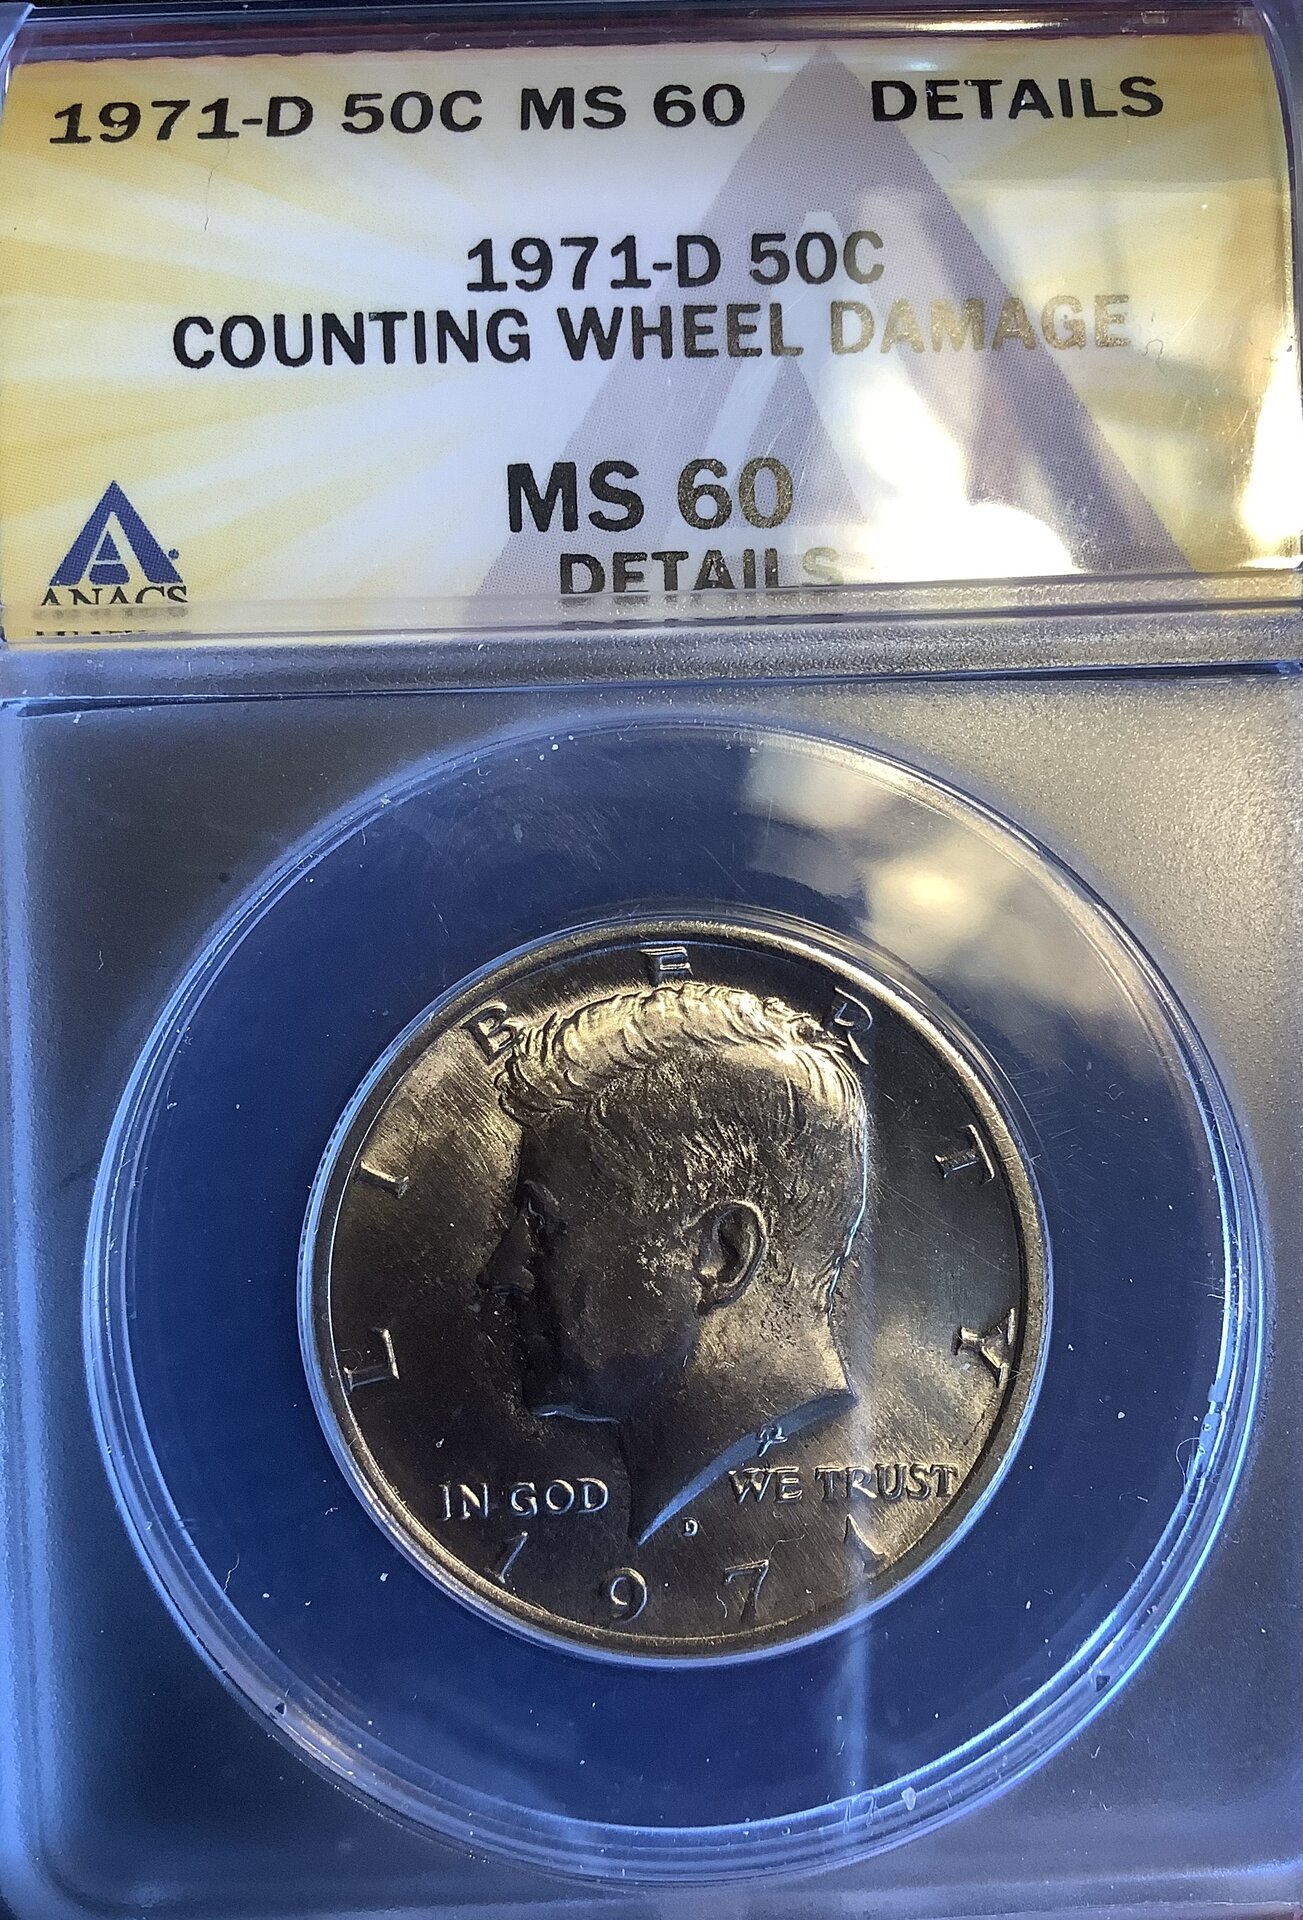 1971-D 50C MS 60 DETAILS
1971-D 50C
COUNTING WHEEL DAMAGE
MS 60
DETAILS
ANACS
LIBERTY
IN GOD WE TRUST
D
1971